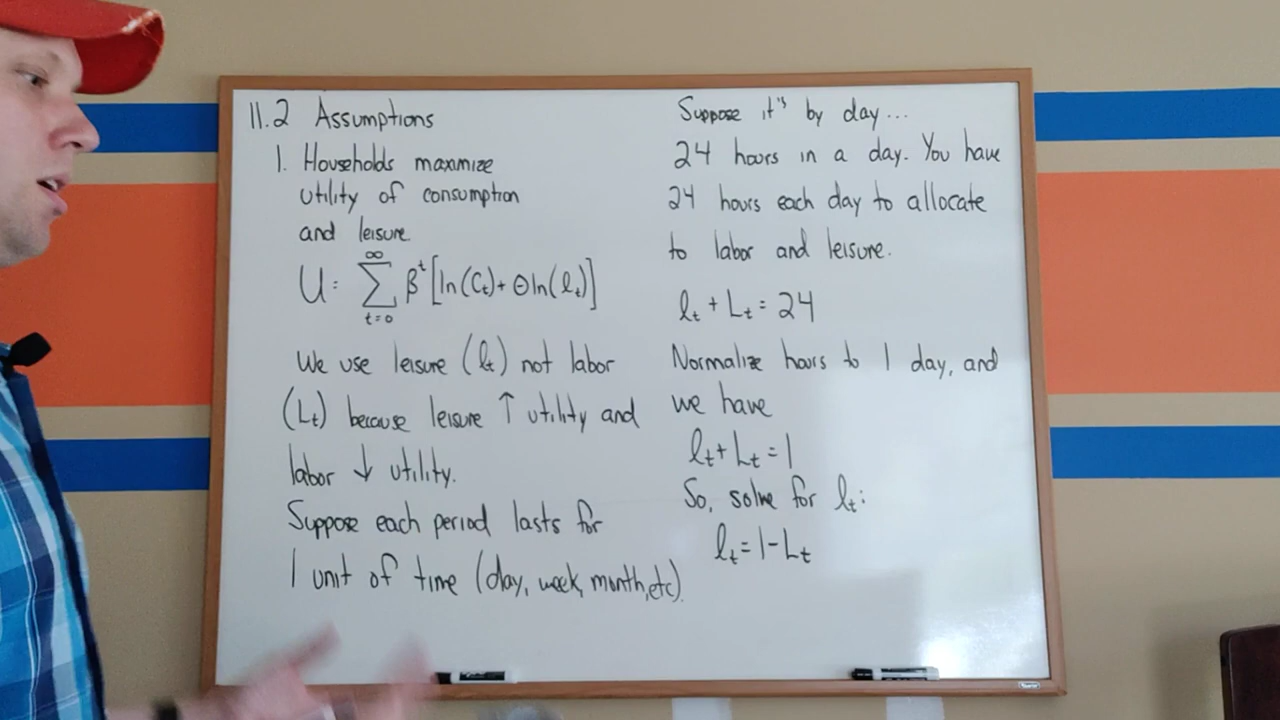 11.2 Assumptions
1. Households maximize
utility of consumption
and leisure
U = ∑_{t=0}^{∞} β^t [ln(C_t) + θln(ℓ_t)]
We use leisure (ℓ_t) not labor
(L_t) because leisure ↑ utility and
labor ↓ utility.
Suppose each period lasts for
1 unit of time (day, week, month, etc).
Suppose it's by day...
24 hours in a day. You have
24 hours each day to allocate
to labor and leisure.
ℓ_t + L_t = 24
Normalize hours to 1 day, and
we have
ℓ_t + L_t = 1
So, solve for ℓ_t:
ℓ_t = 1 - L_t